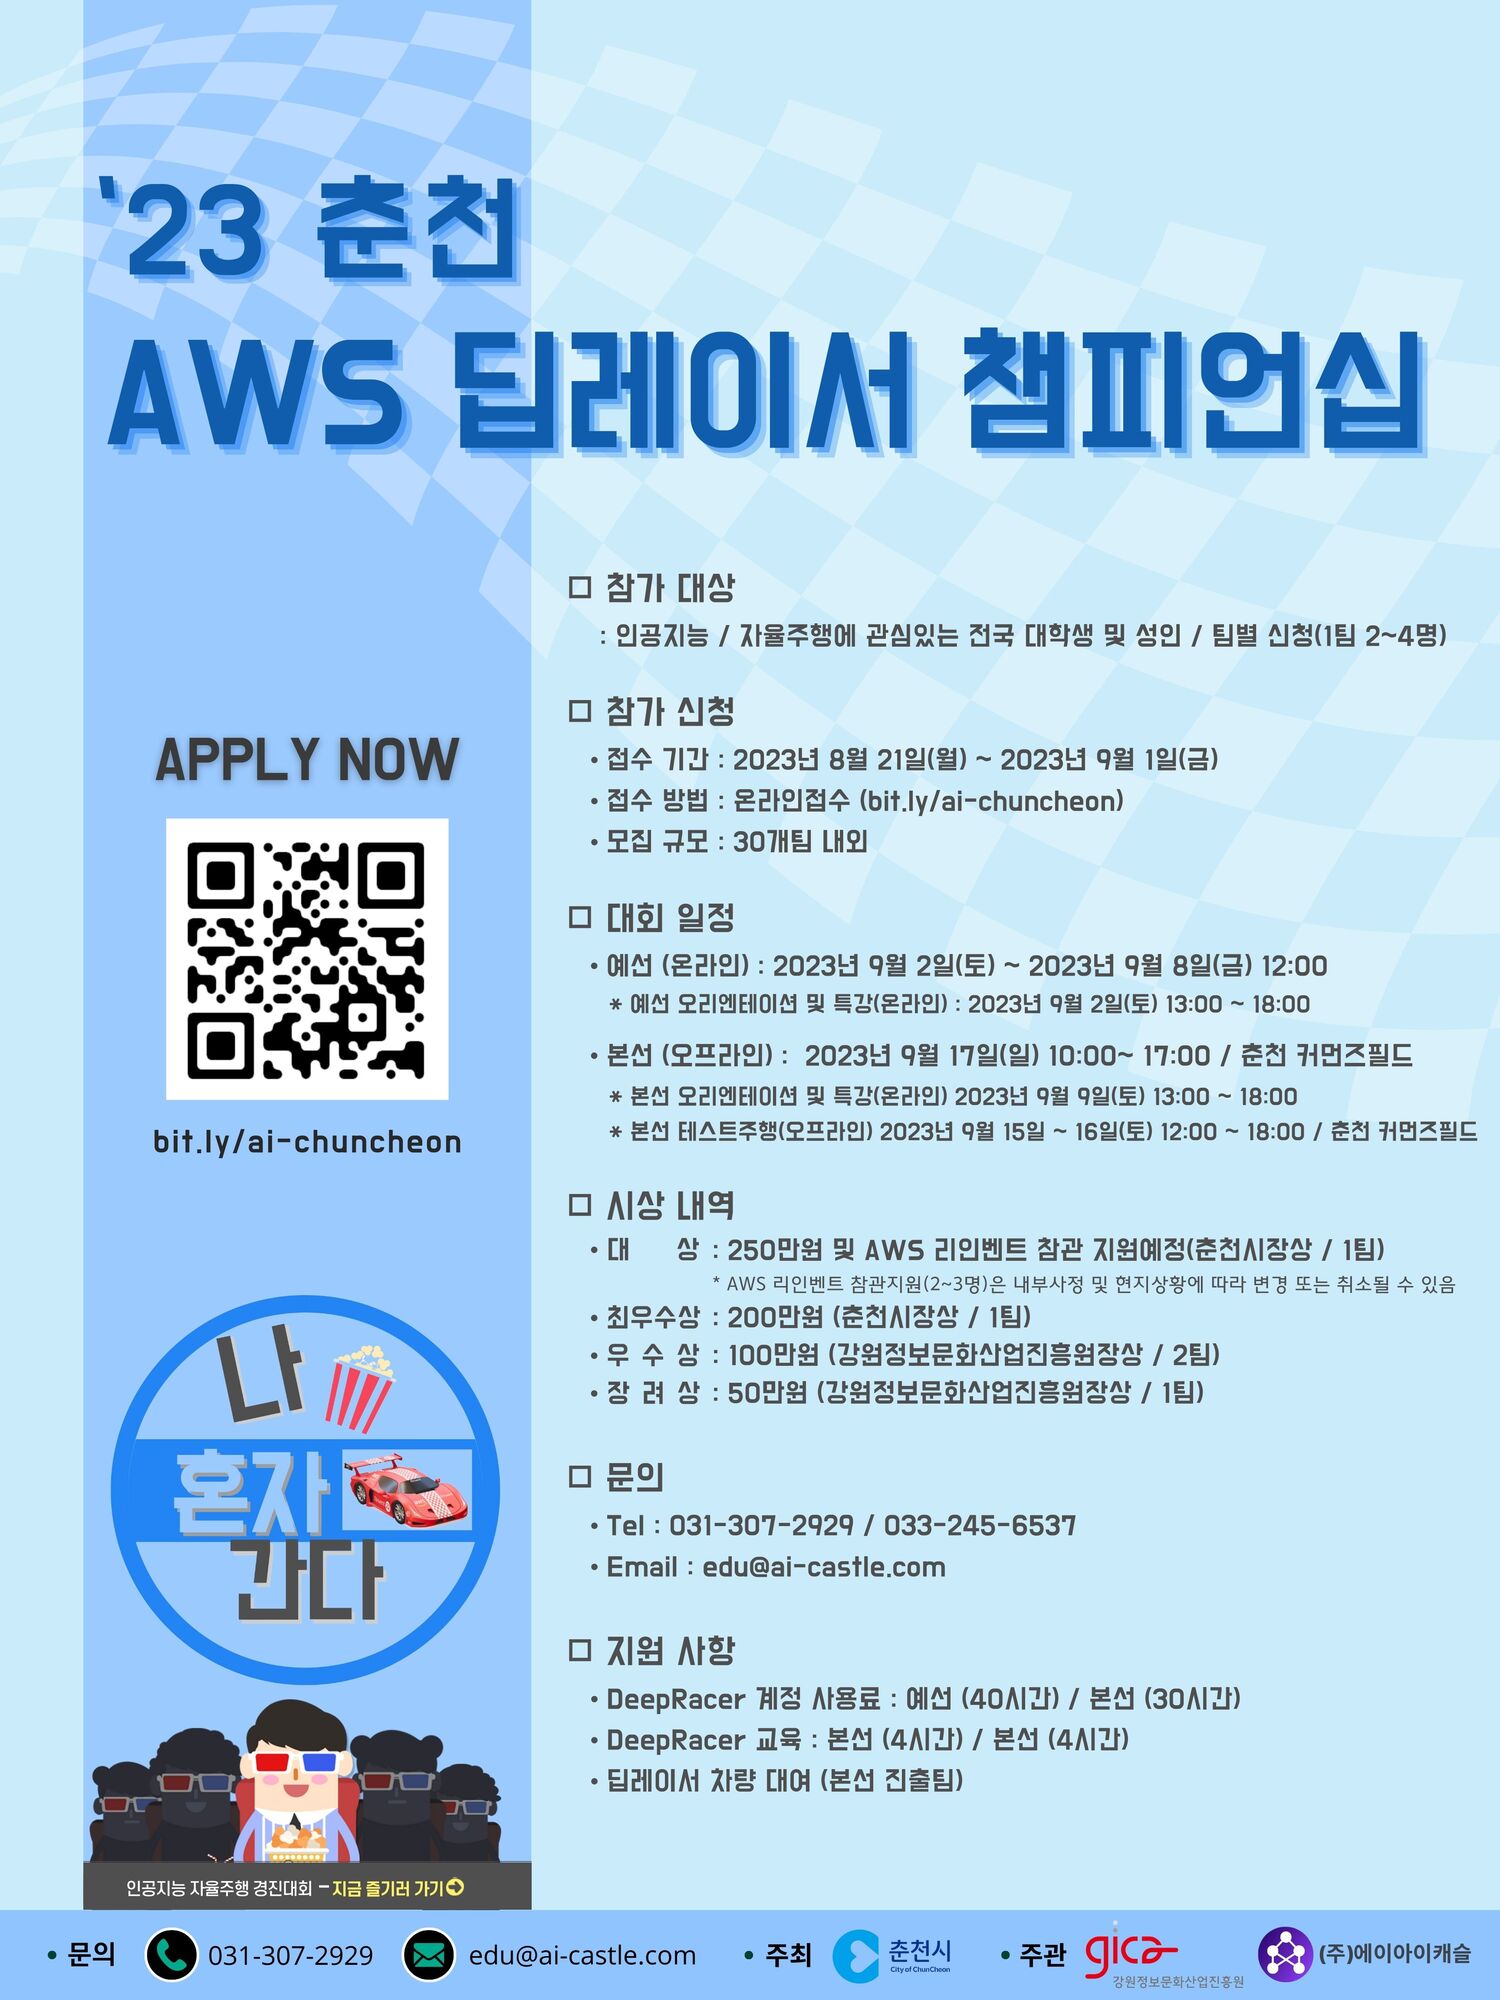 ‘23 춘천
AWS 딥레이서 챔피언십
APPLY NOW
bit.ly/ai-chuncheon
나
혼자
간다
인공지능 자율주행 경진대회 - 지금 즐기러 가기
□ 참가 대상
: 인공지능 / 자율주행에 관심있는 전국 대학생 및 성인 / 팀별 신청(1팀 2~4명)
□ 참가 신청
• 접수 기간 : 2023년 8월 21일(월) ~ 2023년 9월 1일(금)
• 접수 방법 : 온라인접수 (bit.ly/ai-chuncheon)
• 모집 규모 : 30개팀 내외
□ 대회 일정
• 예선 (온라인) : 2023년 9월 2일(토) ~ 2023년 9월 8일(금) 12:00
* 예선 오리엔테이션 및 특강(온라인) : 2023년 9월 2일(토) 13:00 ~ 18:00
• 본선 (오프라인) : 2023년 9월 17일(일) 10:00~ 17:00 / 춘천 커먼즈필드
* 본선 오리엔테이션 및 특강(온라인) 2023년 9월 9일(토) 13:00 ~ 18:00
* 본선 테스트주행(오프라인) 2023년 9월 15일 ~ 16일(토) 12:00 ~ 18:00 / 춘천 커먼즈필드
□ 시상 내역
• 대 상 : 250만원 및 AWS 리인벤트 참관 지원예정(춘천시장상 / 1팀)
* AWS 리인벤트 참관지원(2~3명)은 내부사정 및 현지상황에 따라 변경 또는 취소될 수 있음
• 최우수상 : 200만원 (춘천시장상 / 1팀)
• 우 수 상 : 100만원 (강원정보문화산업진흥원장상 / 2팀)
• 장 려 상 : 50만원 (강원정보문화산업진흥원장상 / 1팀)
□ 문의
• Tel : 031-307-2929 / 033-245-6537
• Email : edu@ai-castle.com
□ 지원 사항
• DeepRacer 계정 사용료 : 예선 (40시간) / 본선 (30시간)
• DeepRacer 교육 : 본선 (4시간) / 본선 (4시간)
• 딥레이서 차량 대여 (본선 진출팀)
• 문의 031-307-2929 edu@ai-castle.com • 주최 춘천시 • 주관 gica (주)에이아이캐슬
City of ChunCheon
강원정보문화산업진흥원